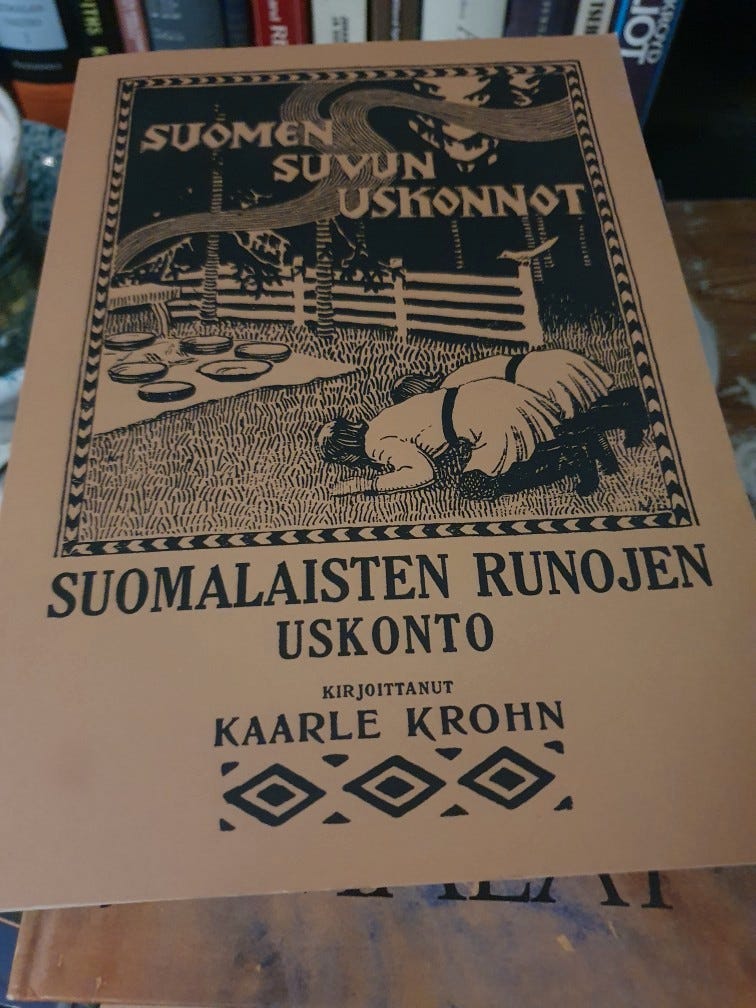 SUOMEN
SUVUN
USKONNOT
SUOMALAISTEN RUNOJEN
USKONTO
KIRJOITTANUT
KAARLE KROHN